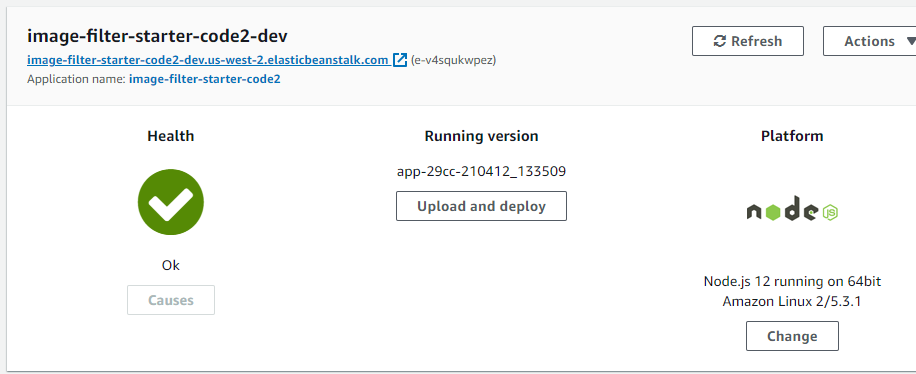 image-filter-starter-code2-dev
image-filter-starter-code2-dev.us-west-2.elasticbeanstalk.com (e-v4squkwpez)
Application name: image-filter-starter-code2
Refresh
Actions
Health
Ok
Causes
Running version
app-29cc-210412_133509
Upload and deploy
Platform
node
JS
Node.js 12 running on 64bit
Amazon Linux 2/5.3.1
Change